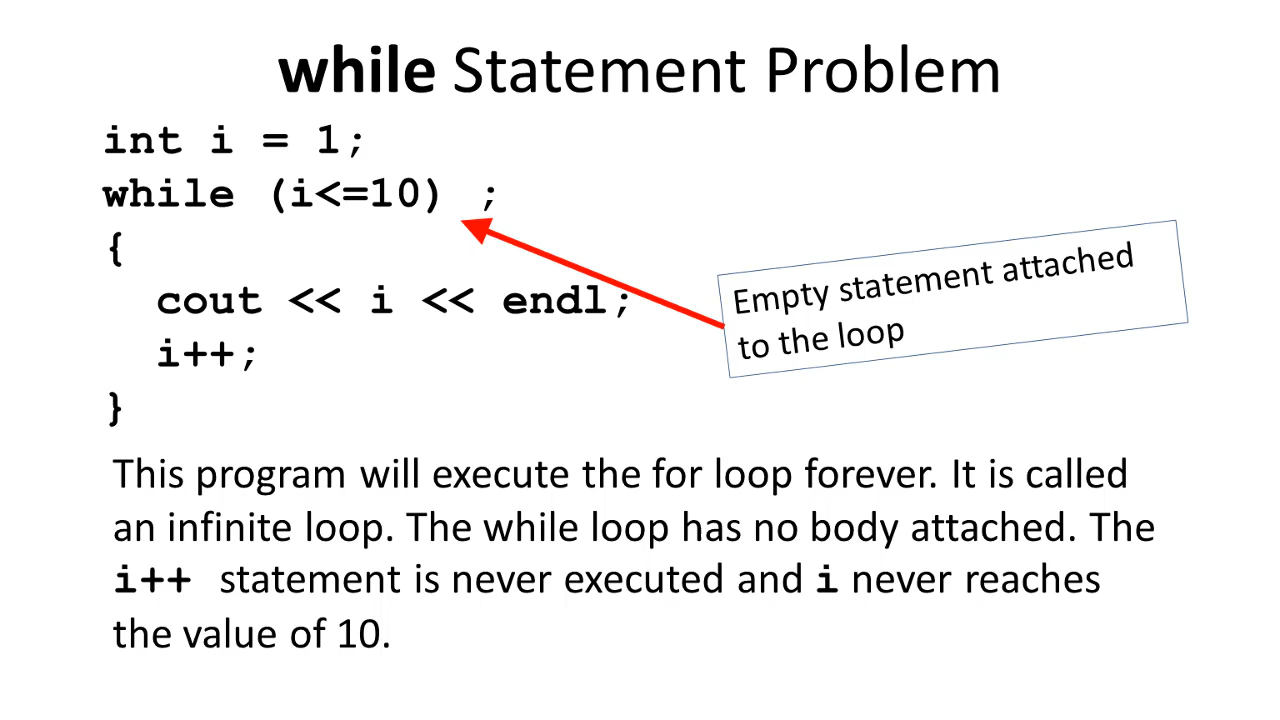 while Statement Problem
int i = 1;
while (i<=10) ;
{
cout << i << endl;
i++;
}
Empty statement attached
to the loop
This program will execute the for loop forever. It is called
an infinite loop. The while loop has no body attached. The
i++ statement is never executed and i never reaches
the value of 10.